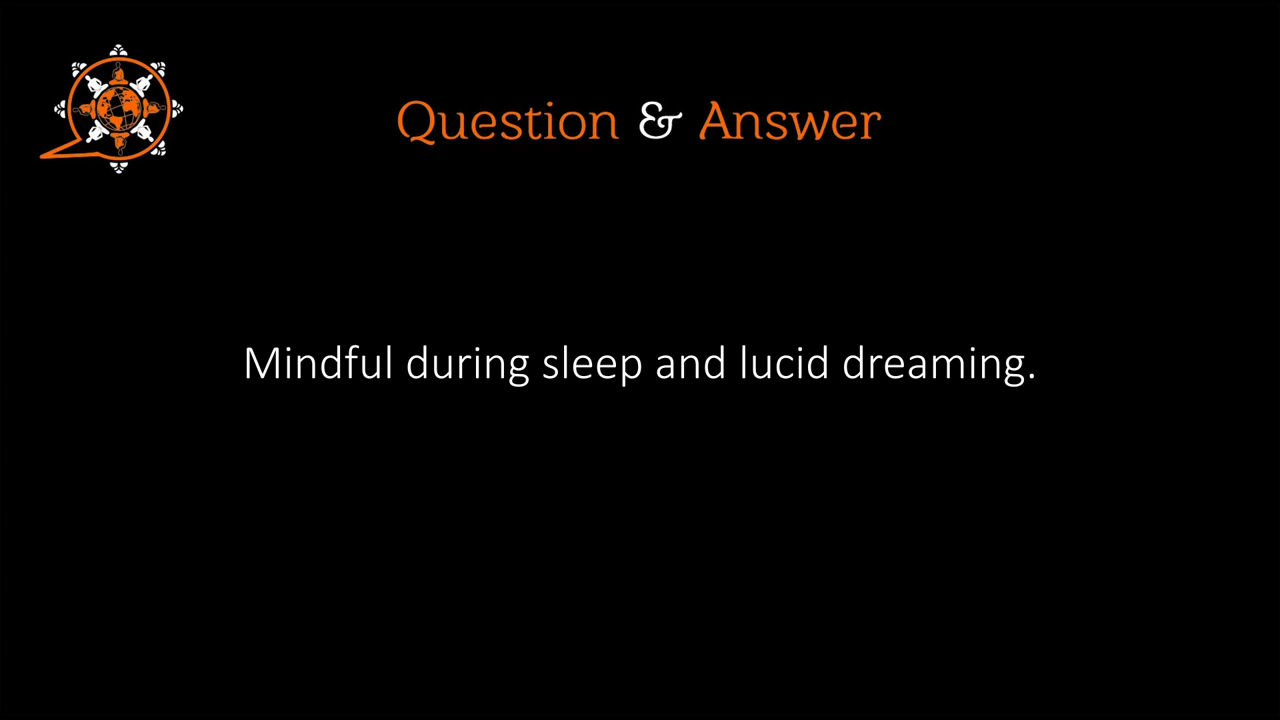 Question & Answer
Mindful during sleep and lucid dreaming.